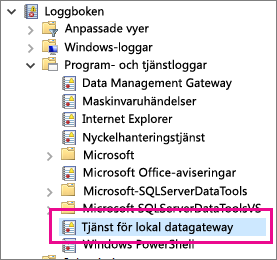 Loggboken
Anpassade vyer
Windows-loggar
Program- och tjänstloggar
Data Management Gateway
Maskinvaruhändelser
Internet Explorer
Nyckelhanteringstjänst
Microsoft
Microsoft Office-aviseringar
Microsoft-SQLServerDataTools
Microsoft-SQLServerDataToolsVS
Tjänst för lokal datagateway
Windows PowerShell